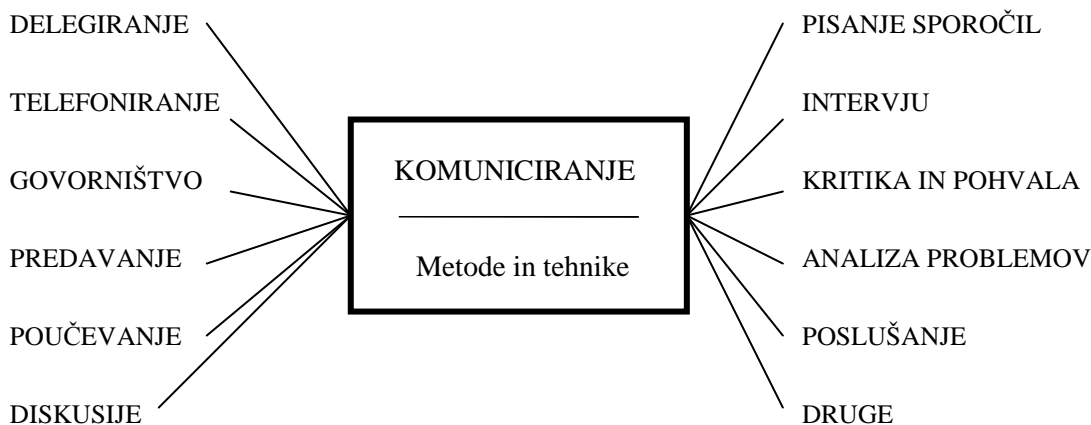 DELEGIRANJE
TELEFONIRANJE
GOVORNIŠTVO
PREDAVANJE
POUČEVANJE
DISKUSIJE
KOMUNICIRANJE
Metode in tehnike
PISANJE SPOROČIL
INTERVJU
KRITIKA IN POHVALA
ANALIZA PROBLEMOV
POSLUŠANJE
DRUGE